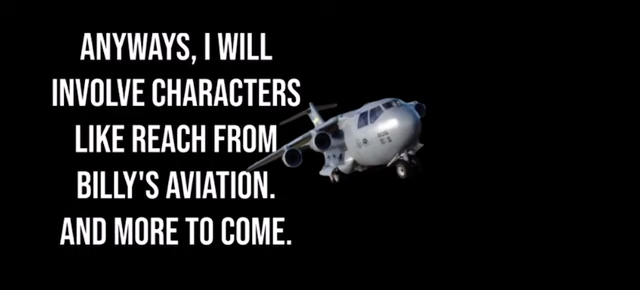 ANYWAYS, I WILL
INVOLVE CHARACTERS
LIKE REACH FROM
BILLY'S AVIATION.
AND MORE TO COME.